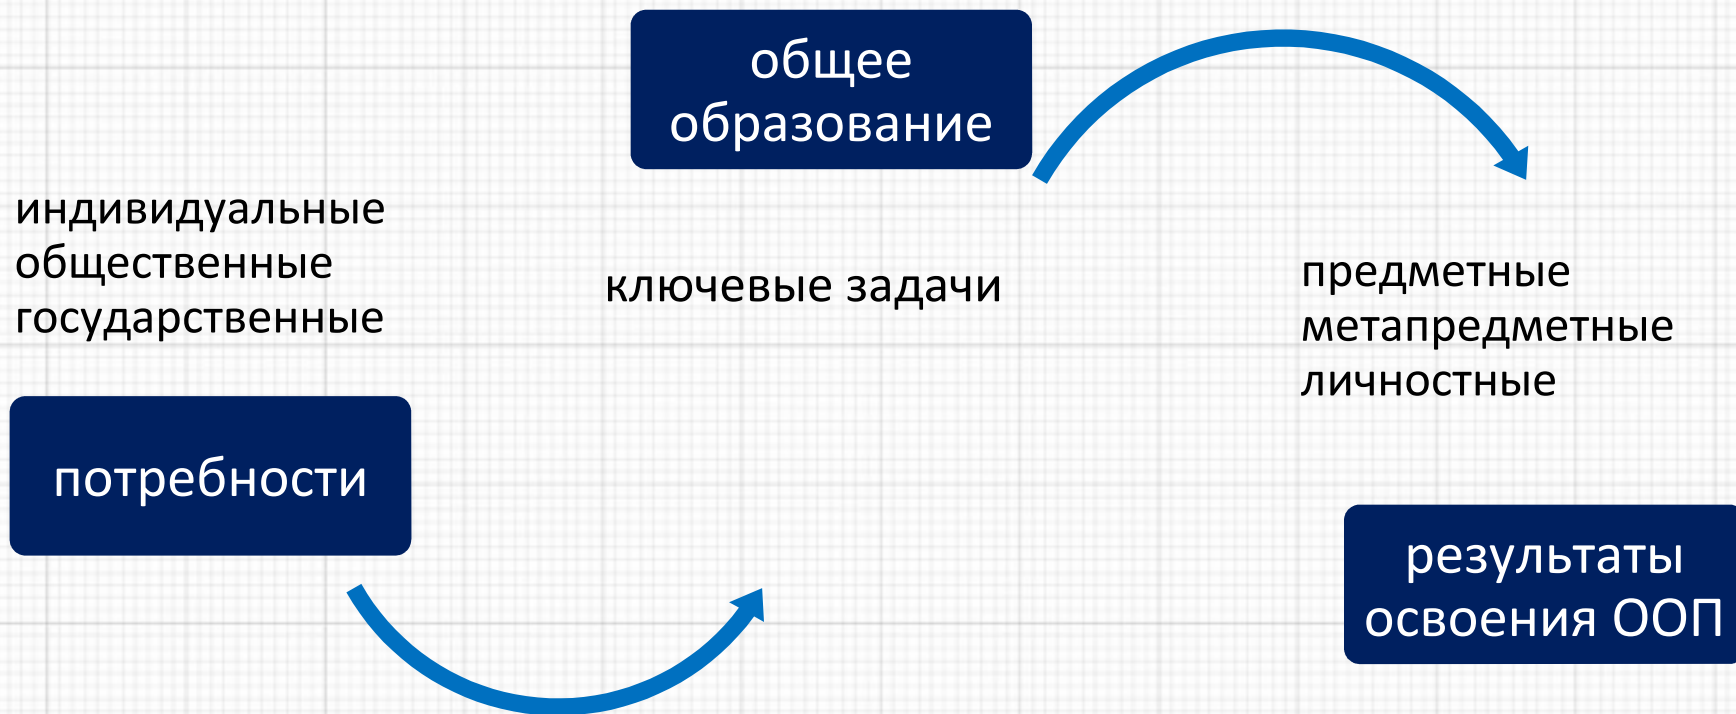 общее
образование
индивидуальные
общественные
государственные
ключевые задачи
предметные
метапредметные
личностные
потребности
результаты
освоения ООП